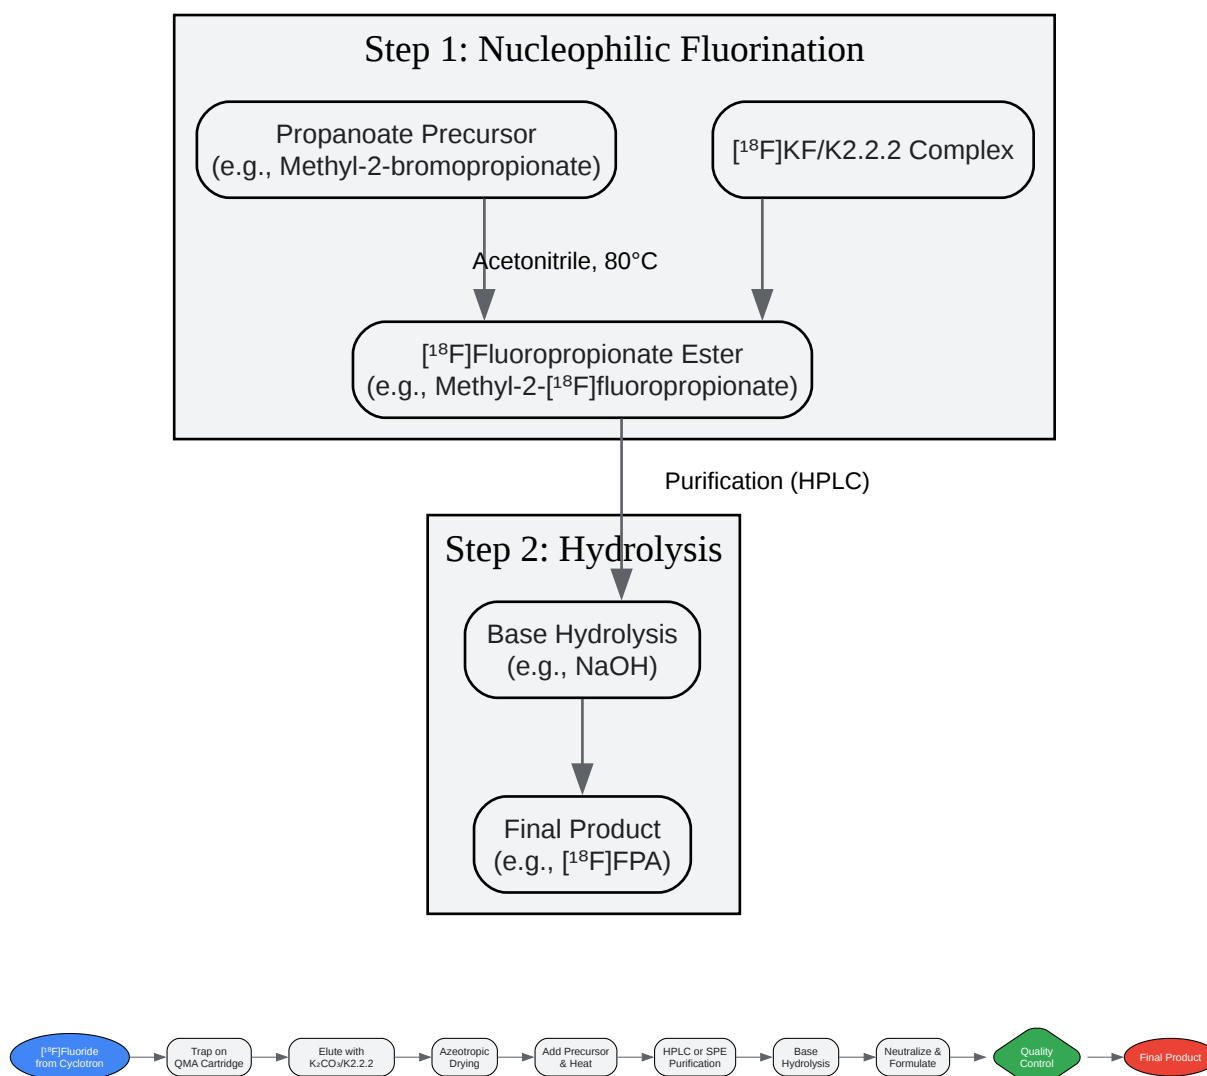 Step 1: Nucleophilic Fluorination
Propanoate Precursor
(e.g., Methyl-2-bromopropionate)
[¹⁸F]KF/K2.2.2 Complex
Acetonitrile, 80°C
[¹⁸F]Fluoropropionate Ester
(e.g., Methyl-2-[¹⁸F]fluoropropionate)
Purification (HPLC)
Step 2: Hydrolysis
Base Hydrolysis
(e.g., NaOH)
Final Product
(e.g., [¹⁸F]FPA)
[¹⁸F]Fluoride
from Cyclotron
Trap on
QMA Cartridge
Elute with
K₂CO₃/K2.2.2
Azeotropic
Drying
Add Precursor
& Heat
HPLC or SPE
Purification
Base
Hydrolysis
Neutralize &
Formulate
Quality
Control
Final Product